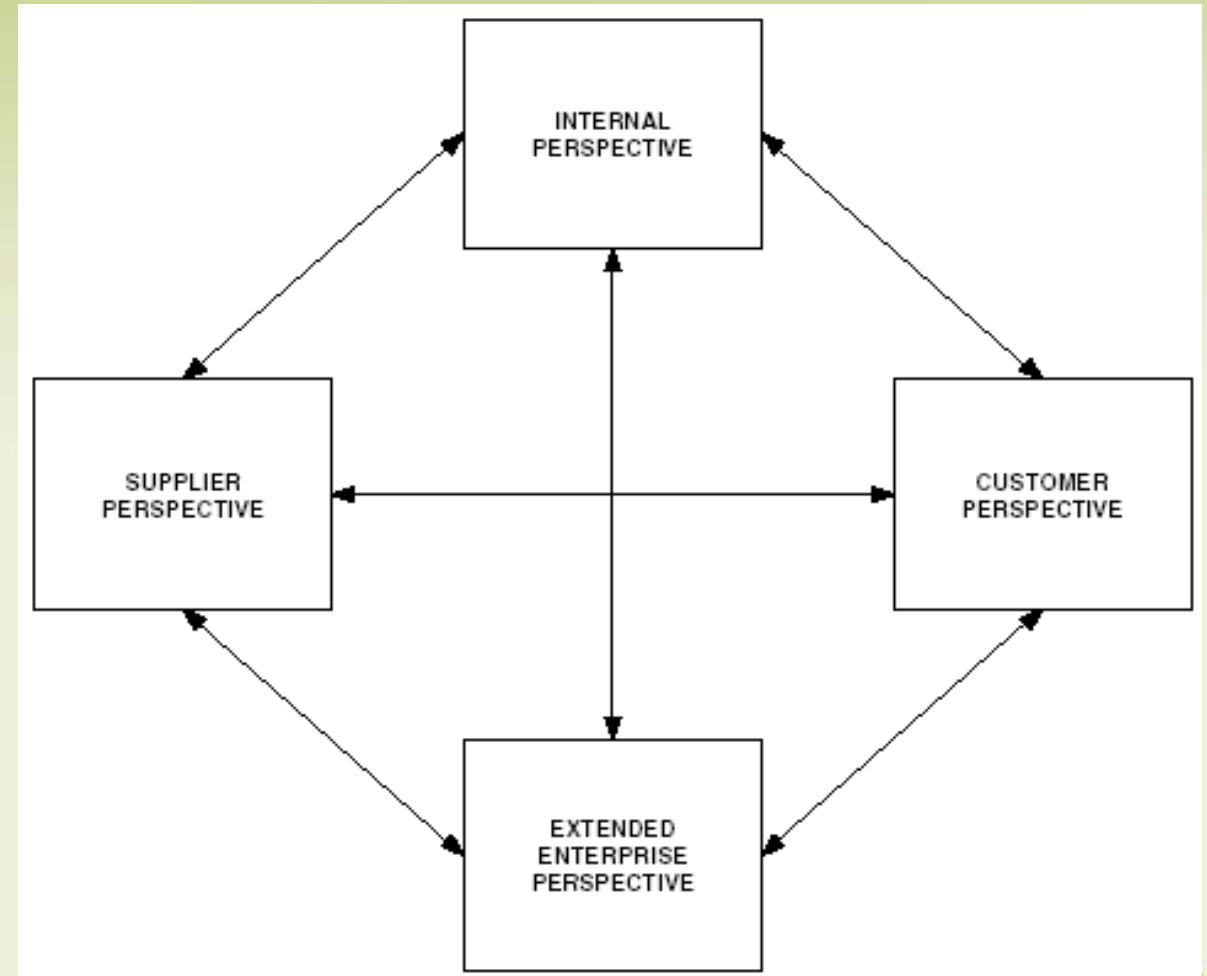 INTERNAL
PERSPECTIVE
SUPPLIER
PERSPECTIVE
CUSTOMER
PERSPECTIVE
EXTENDED
ENTERPRISE
PERSPECTIVE